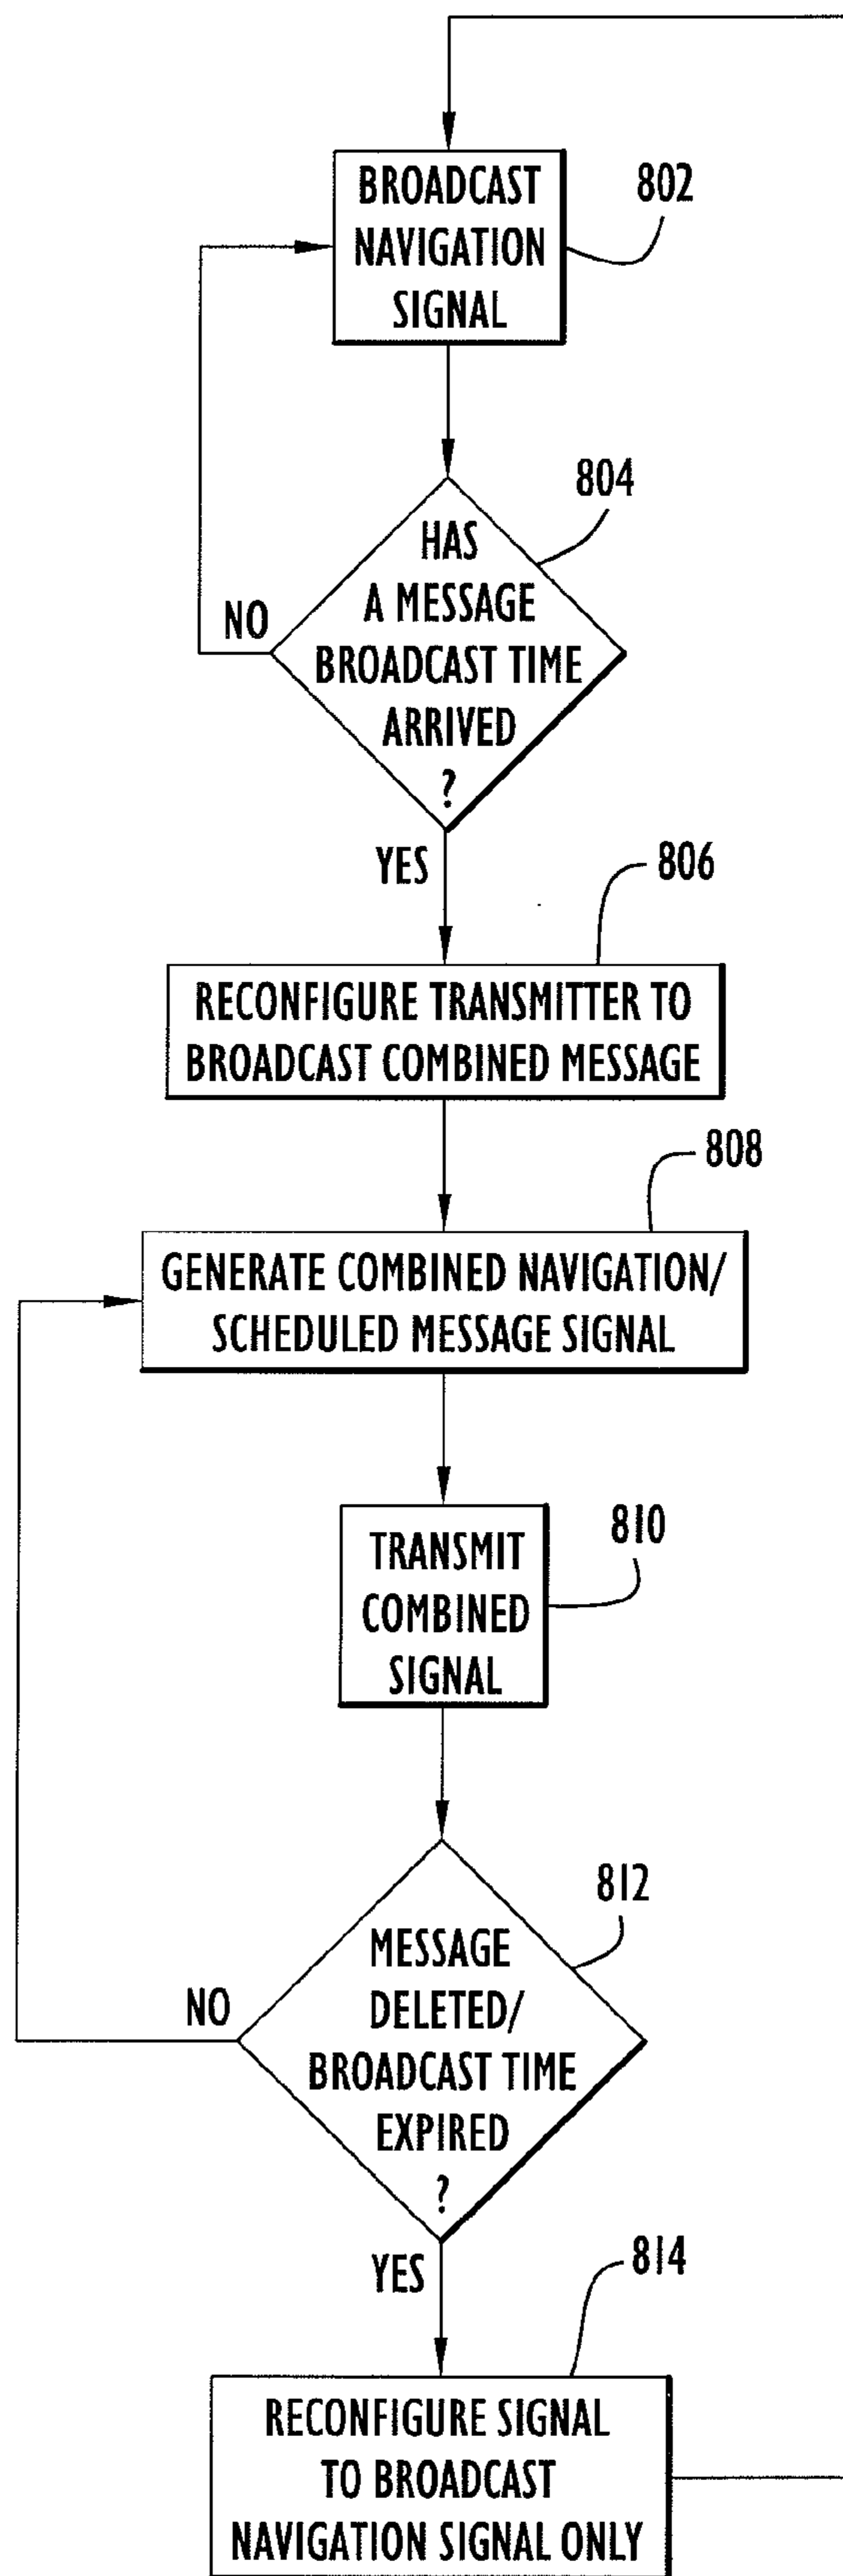 BROADCAST
NAVIGATION
SIGNAL
802
804
HAS
A MESSAGE
BROADCAST TIME
ARRIVED
?
NO
YES
806
RECONFIGURE TRANSMITTER TO
BROADCAST COMBINED MESSAGE
808
GENERATE COMBINED NAVIGATION/
SCHEDULED MESSAGE SIGNAL
810
TRANSMIT
COMBINED
SIGNAL
812
MESSAGE
DELETED/
BROADCAST TIME
EXPIRED
?
NO
YES
814
RECONFIGURE SIGNAL
TO BROADCAST
NAVIGATION SIGNAL ONLY